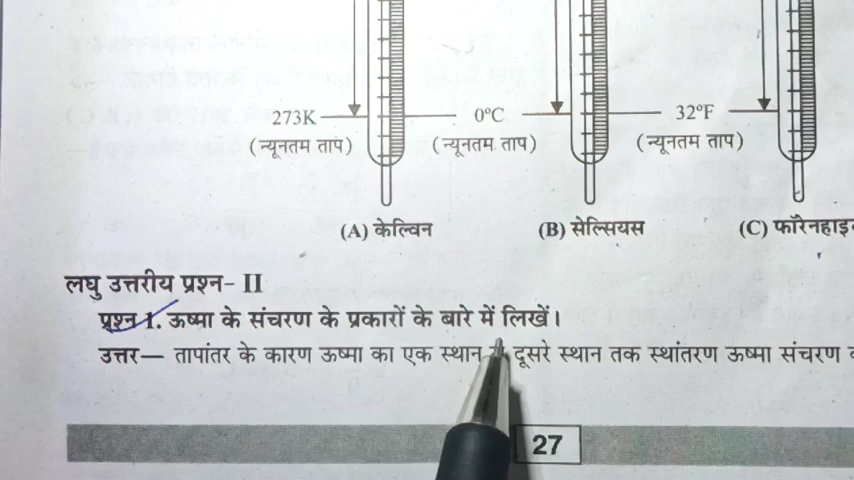 273K 0°C 32°F
(न्यूनतम ताप) (न्यूनतम ताप) (न्यूनतम ताप)
(A) केल्विन (B) सेल्सियस (C) फॉरेनहाइ
लघु उत्तरीय प्रश्न- II
प्रश्न 1. ऊष्मा के संचरण के प्रकारों के बारे में लिखें।
उत्तर— तापांतर के कारण ऊष्मा का एक स्थान दूसरे स्थान तक स्थांतरण ऊष्मा संचरण
27